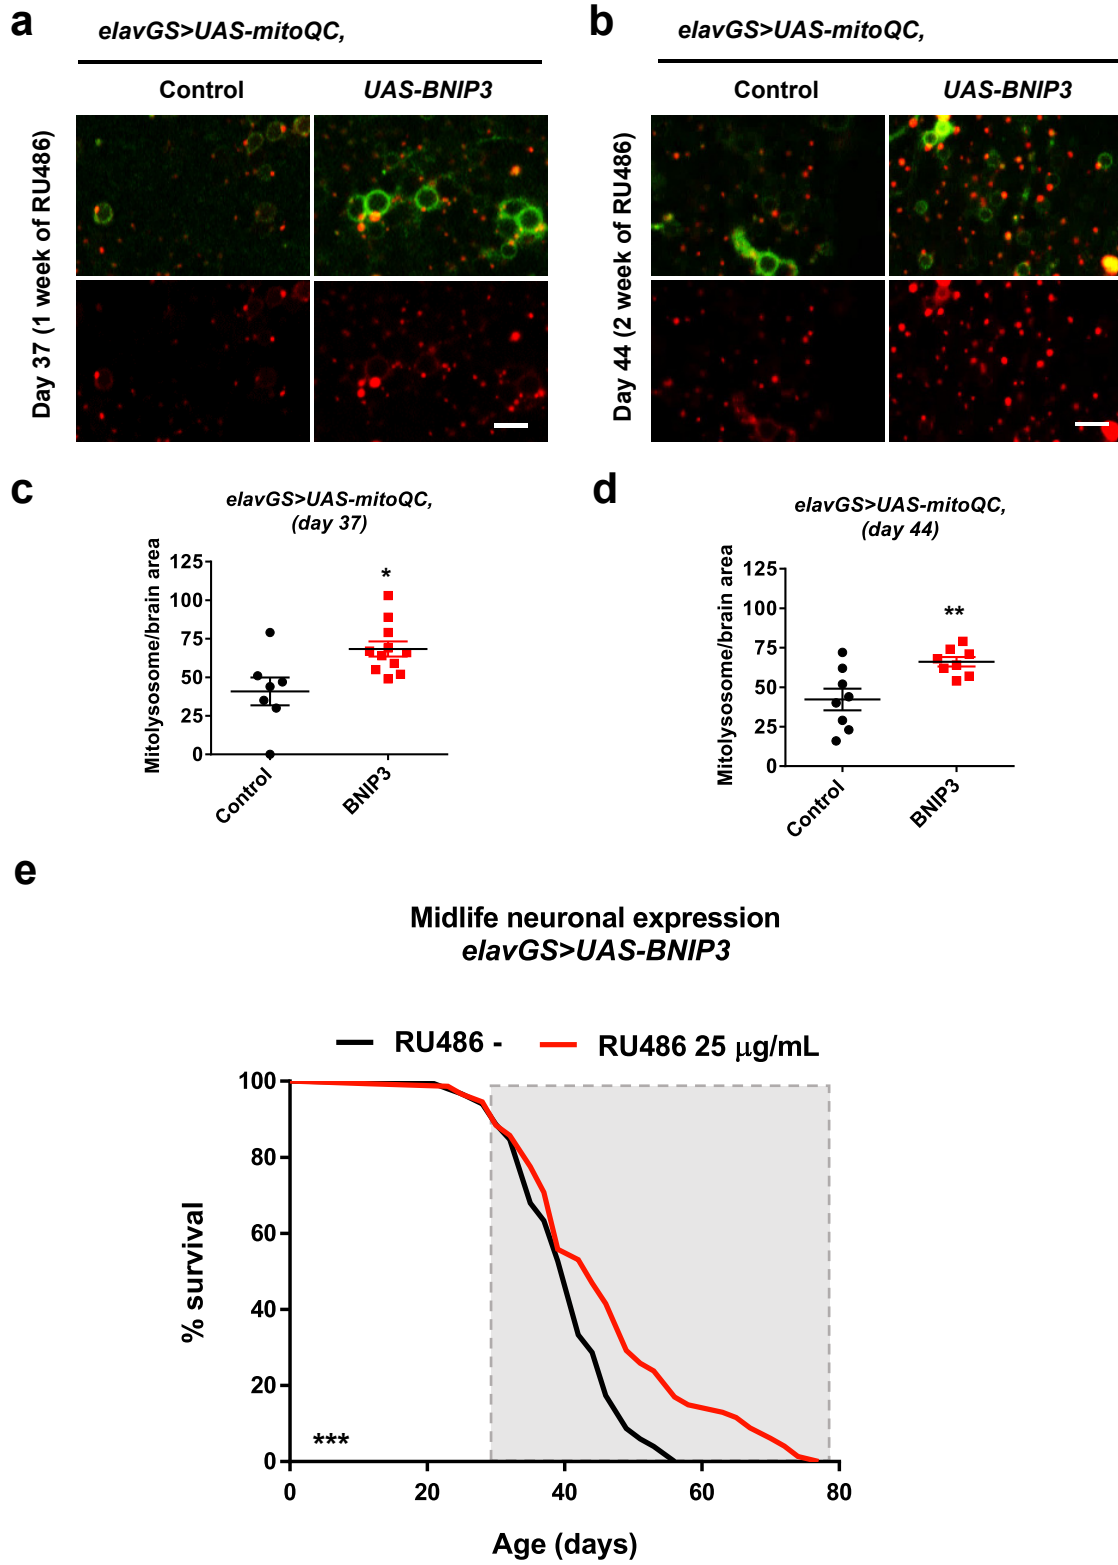 a
elavGS>UAS-mitoQC,
Control
UAS-BNIP3
Day 37 (1 week of RU486)
b
elavGS>UAS-mitoQC,
Control
UAS-BNIP3
Day 44 (2 week of RU486)
c
elavGS>UAS-mitoQC,
(day 37)
Mitolysosome/brain area
125
100
75
50
25
0
*
Control
BNIP3
d
elavGS>UAS-mitoQC,
(day 44)
Mitolysosome/brain area
125
100
75
50
25
0
**
Control
BNIP3
e
Midlife neuronal expression
elavGS>UAS-BNIP3
RU486 -
RU486 25 μg/mL
% survival
100
80
60
40
20
0
***
0 20 40 60 80
Age (days)